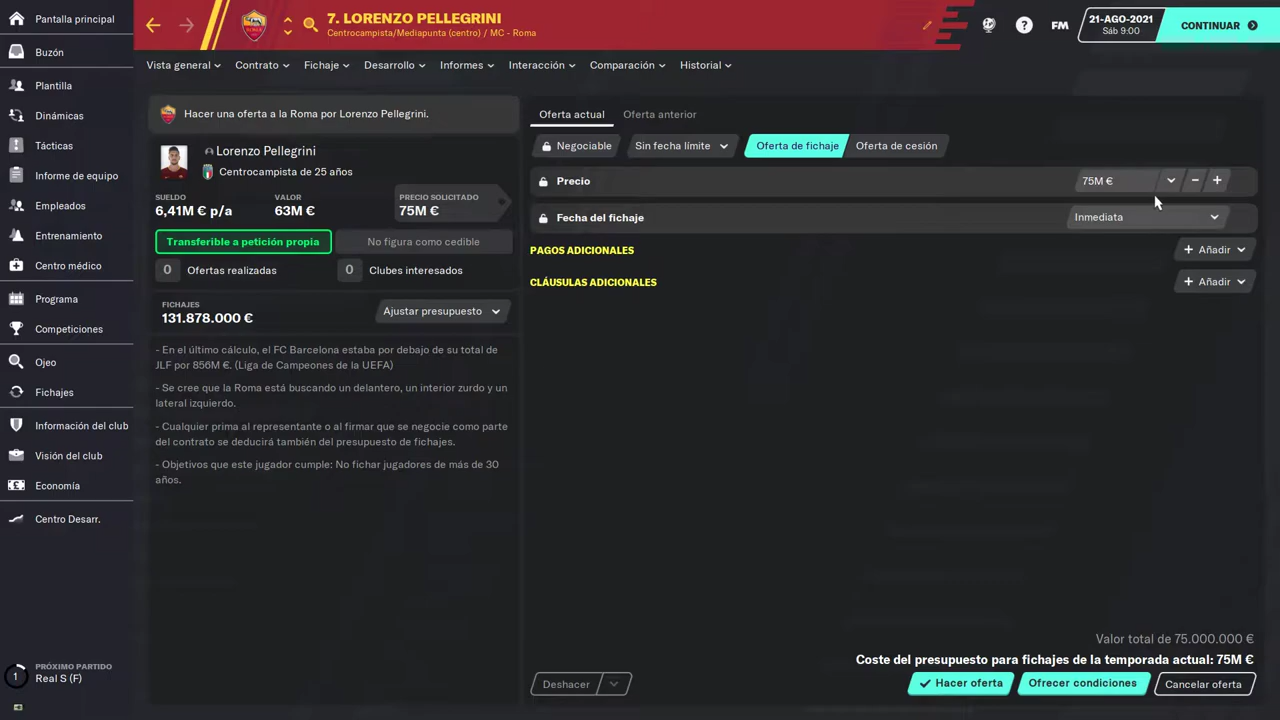 Pantalla principal
Buzón
Plantilla
Dinámicas
Tácticas
Informe de equipo
Empleados
Entrenamiento
Centro médico
Programa
Competiciones
Ojeo
Fichajes
Información del club
Visión del club
Economía
Centro Desarr.
1
PRÓXIMO PARTIDO
Real S (F)
7. LORENZO PELLEGRINI
Centrocampista/Mediapunta (centro) / MC - Roma
FM
21-AGO-2021
Sáb 9:00
CONTINUAR
Vista general
Contrato
Fichaje
Desarrollo
Informes
Interacción
Comparación
Historial
Hacer una oferta a la Roma por Lorenzo Pellegrini.
Lorenzo Pellegrini
Centrocampista de 25 años
SUELDO
6,41M € p/a
VALOR
63M €
PRECIO SOLICITADO
75M €
Transferible a petición propia
No figura como cedible
0 Ofertas realizadas
0 Clubes interesados
FICHAJES
131.878.000 €
Ajustar presupuesto
- En el último cálculo, el FC Barcelona estaba por debajo de su total de
JLF por 856M €. (Liga de Campeones de la UEFA)
- Se cree que la Roma está buscando un delantero, un interior zurdo y un
lateral izquierdo.
- Cualquier prima al representante o al firmar que se negocie como parte
del contrato se deducirá también del presupuesto de fichajes.
- Objetivos que este jugador cumple: No fichar jugadores de más de 30
años.
Oferta actual
Oferta anterior
Negociable
Sin fecha límite
Oferta de fichaje
Oferta de cesión
Precio
75M €
Fecha del fichaje
Inmediata
PAGOS ADICIONALES
Añadir
CLÁUSULAS ADICIONALES
Añadir
Valor total de 75.000.000 €
Coste del presupuesto para fichajes de la temporada actual: 75M €
Deshacer
Hacer oferta
Ofrecer condiciones
Cancelar oferta